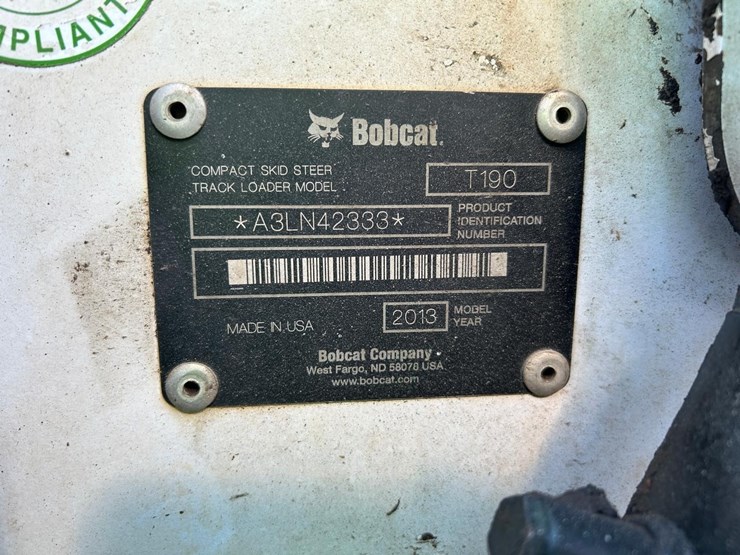 MPLIANT
Bobcat.
COMPACT SKID STEER
TRACK LOADER MODEL
T190
*A3LN42333*
PRODUCT
IDENTIFICATION
NUMBER
MADE IN USA
2013
MODEL
YEAR
Bobcat Company
West Fargo, ND 58078 USA
www.bobcat.com